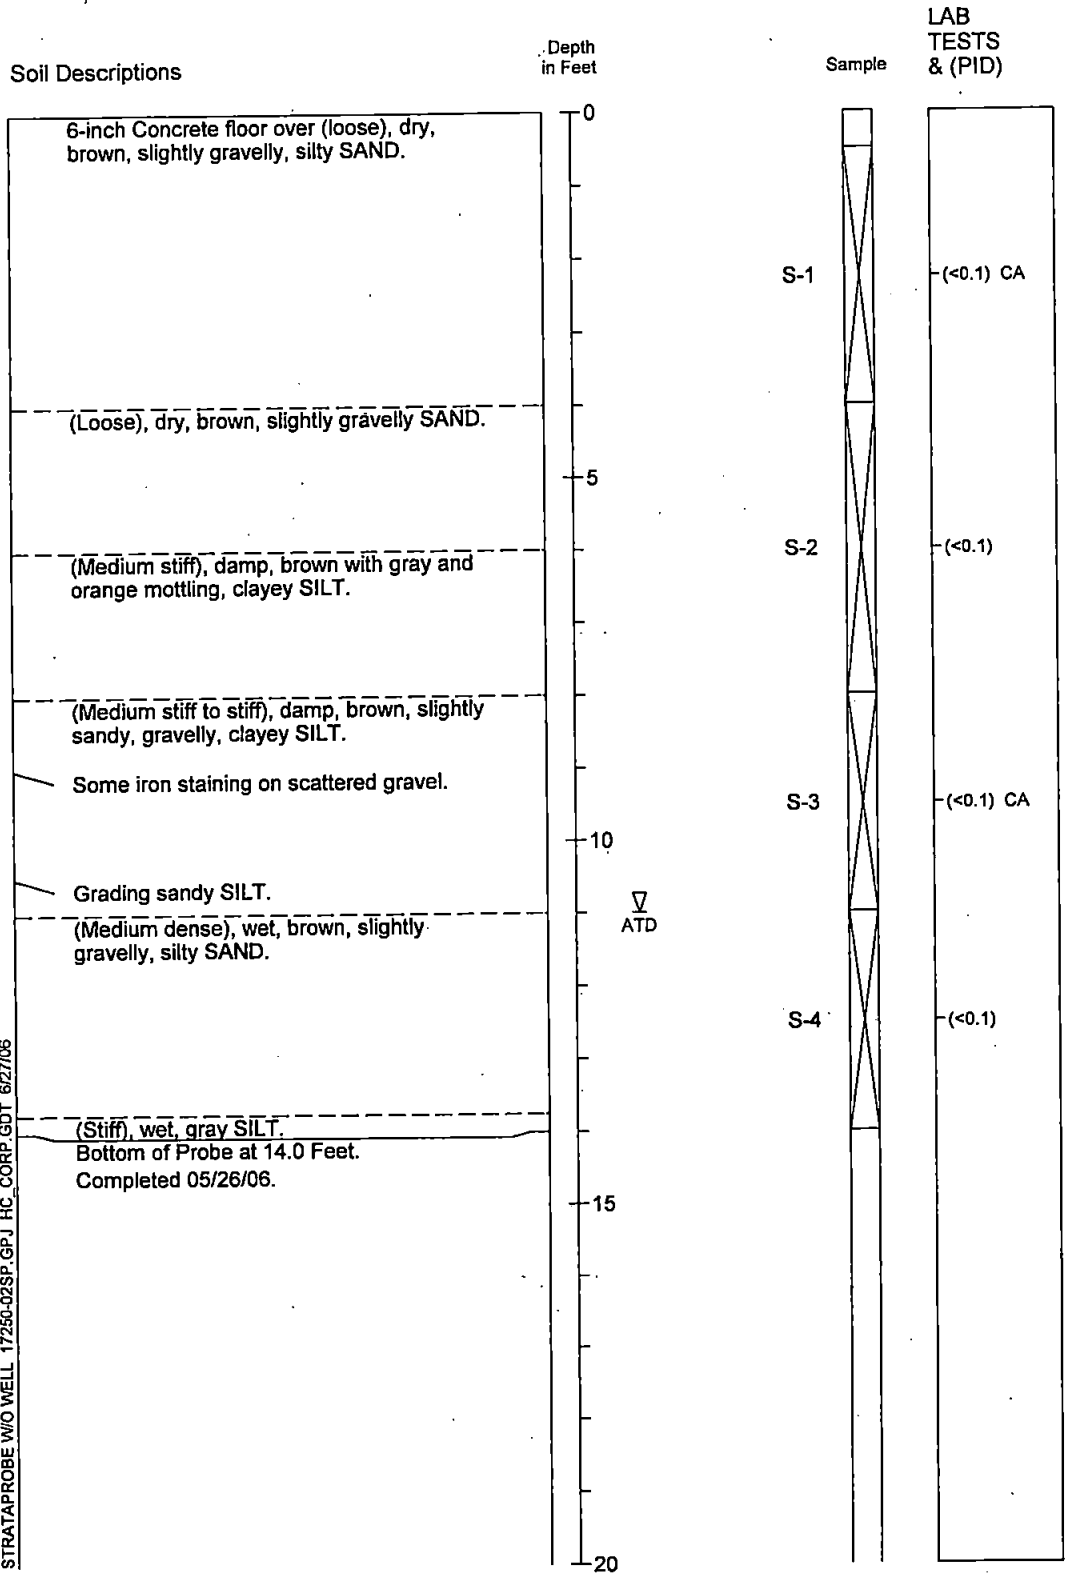 LAB
TESTS
& (PID)
Depth
in Feet
Sample
Soil Descriptions
0
6-inch Concrete floor over (loose), dry,
brown, slightly gravelly, silty SAND.
S-1
(<0.1) CA
(Loose), dry, brown, slightly gravelly SAND.
5
S-2
(<0.1)
(Medium stiff), damp, brown with gray and
orange mottling, clayey SILT.
(Medium stiff to stiff), damp, brown, slightly
sandy, gravelly, clayey SILT.
Some iron staining on scattered gravel.
S-3
(<0.1) CA
10
Grading sandy SILT.
ATD
(Medium dense), wet, brown, slightly
gravelly, silty SAND.
S-4
(<0.1)
(Stiff), wet, gray SILT.
Bottom of Probe at 14.0 Feet.
Completed 05/26/06.
15
20
STRATAPROBE W/O WELL 17250-02SP.GPJ HC_CORP.GDT 6/27/06